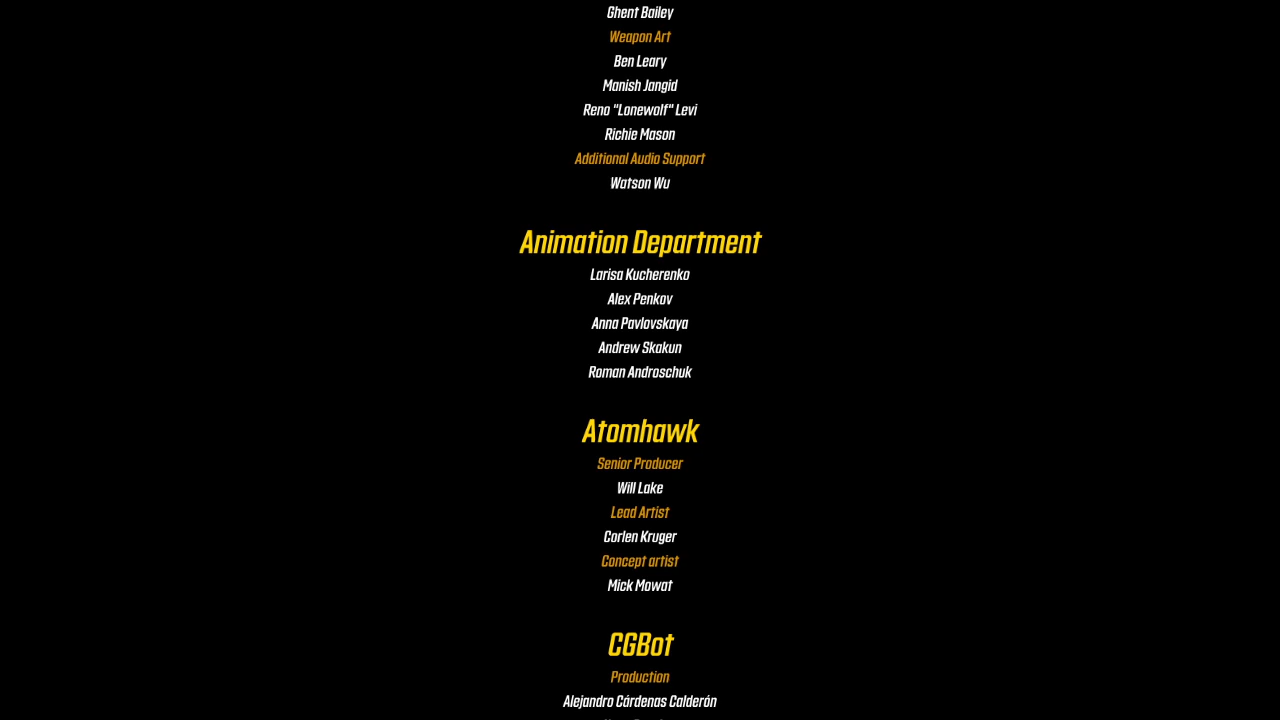 Ghent Bailey
Weapon Art
Ben Leary
Manish Jangid
Reno "Lonewolf" Levi
Richie Mason
Additional Audio Support
Watson Wu
Animation Department
Larisa Kucherenko
Alex Penkov
Anna Pavlovskaya
Andrew Skakun
Roman Androschuk
Atomhawk
Senior Producer
Will Lake
Lead Artist
Corlen Kruger
Concept artist
Mick Mowat
CGBot
Production
Alejandro Cárdenas Calderón